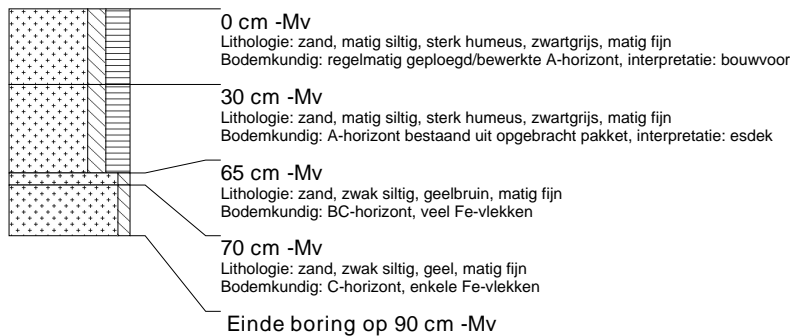 0 cm -Mv
Lithologie: zand, matig siltig, sterk humeus, zwartgrijs, matig fijn
Bodemkundig: regelmatig geploegd/bewerkte A-horizont, interpretatie: bouwvoor
30 cm -Mv
Lithologie: zand, matig siltig, sterk humeus, zwartgrijs, matig fijn
Bodemkundig: A-horizont bestaand uit opgebracht pakket, interpretatie: esdek
65 cm -Mv
Lithologie: zand, zwak siltig, geelbruin, matig fijn
Bodemkundig: BC-horizont, veel Fe-vlekken
70 cm -Mv
Lithologie: zand, zwak siltig, geel, matig fijn
Bodemkundig: C-horizont, enkele Fe-vlekken
Einde boring op 90 cm -Mv